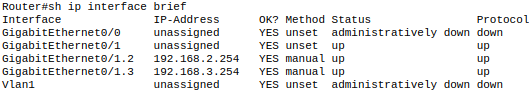 Router#sh ip interface brief
Interface              IP-Address      OK? Method Status                Protocol
GigabitEthernet0/0     unassigned      YES unset  administratively down down
GigabitEthernet0/1     unassigned      YES unset  up                    up
GigabitEthernet0/1.2   192.168.2.254   YES manual up                    up
GigabitEthernet0/1.3   192.168.3.254   YES manual up                    up
Vlan1                  unassigned      YES unset  administratively down down